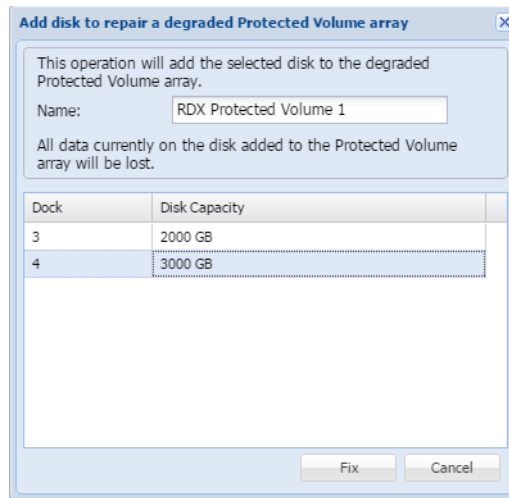 Add disk to repair a degraded Protected Volume array
This operation will add the selected disk to the degraded
Protected Volume array.
Name: RDX Protected Volume 1
All data currently on the disk added to the Protected Volume
array will be lost.
Dock Disk Capacity
3 2000 GB
4 3000 GB
Fix Cancel